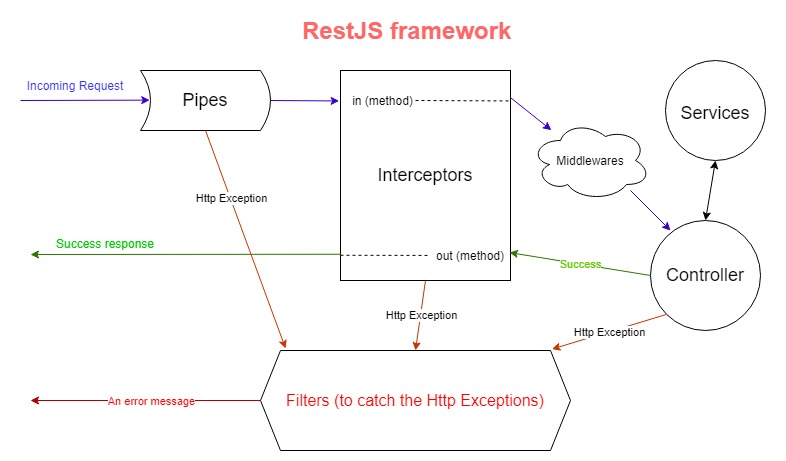 RestJS framework
Incoming Request
Pipes
in (method)
Services
Middlewares
Interceptors
Http Exception
Success response
out (method)
Success
Controller
Http Exception
Http Exception
Filters (to catch the Http Exceptions)
An error message